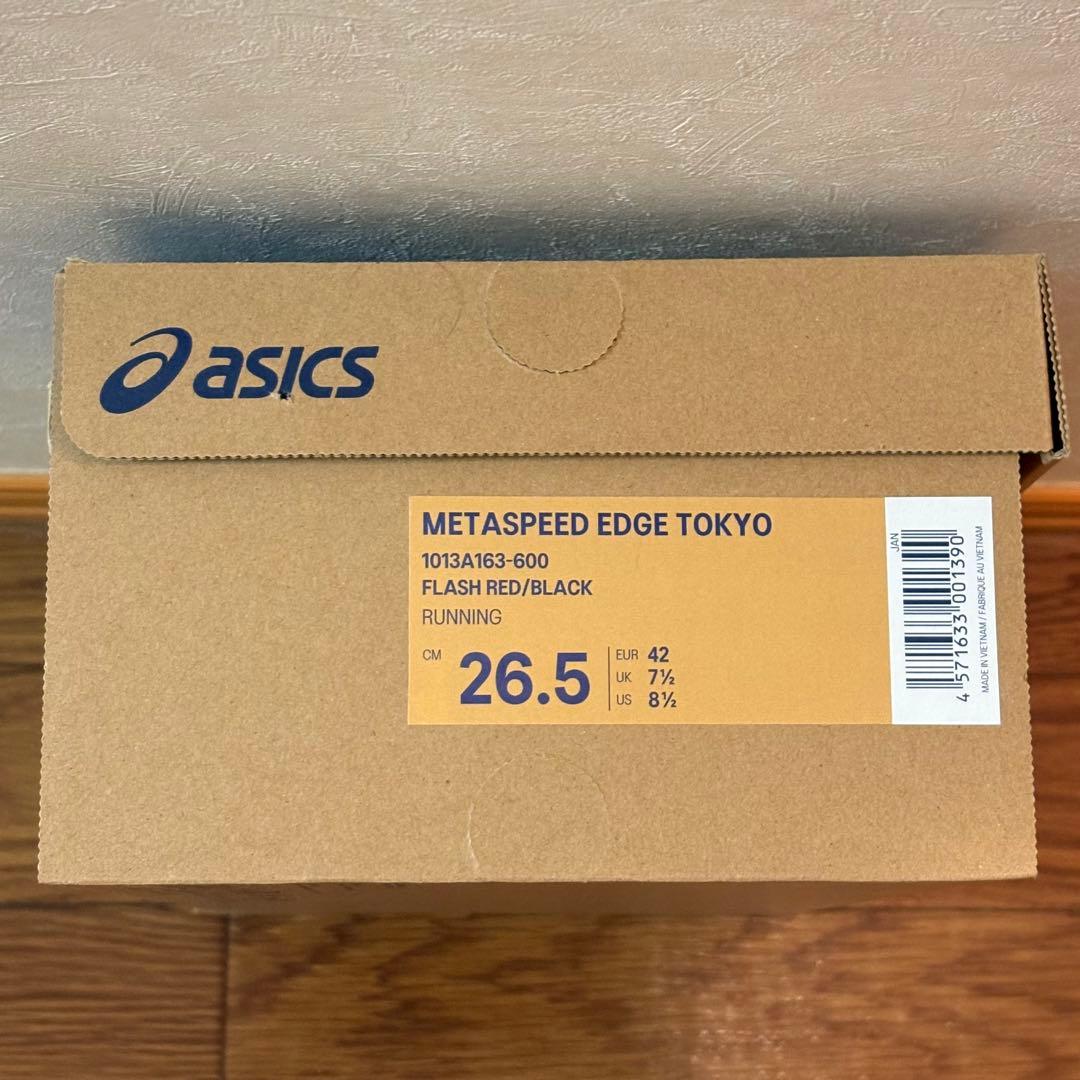 asics
METASPEED EDGE TOKYO
1013A163-600
FLASH RED/BLACK
RUNNING
CM 26.5
EUR 42
UK 7½
US 8½
JAN
4 571633 001390
MADE IN VIETNAM / FABRIQUE AU VIETNAM